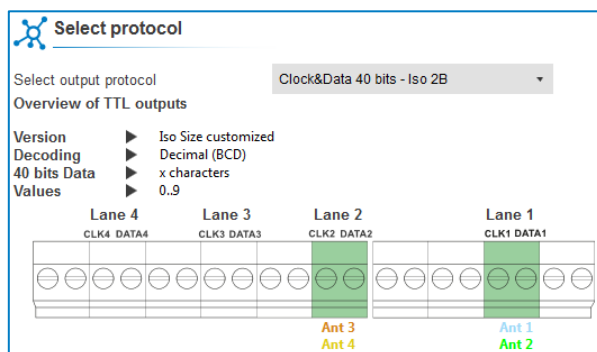 Select protocol
Select output protocol Clock&Data 40 bits - Iso 2B
Overview of TTL outputs
Version Iso Size customized
Decoding Decimal (BCD)
40 bits Data x characters
Values 0..9
Lane 4 Lane 3 Lane 2 Lane 1
CLK4 DATA4 CLK3 DATA3 CLK2 DATA2 CLK1 DATA1
Ant 3 Ant 1
Ant 4 Ant 2